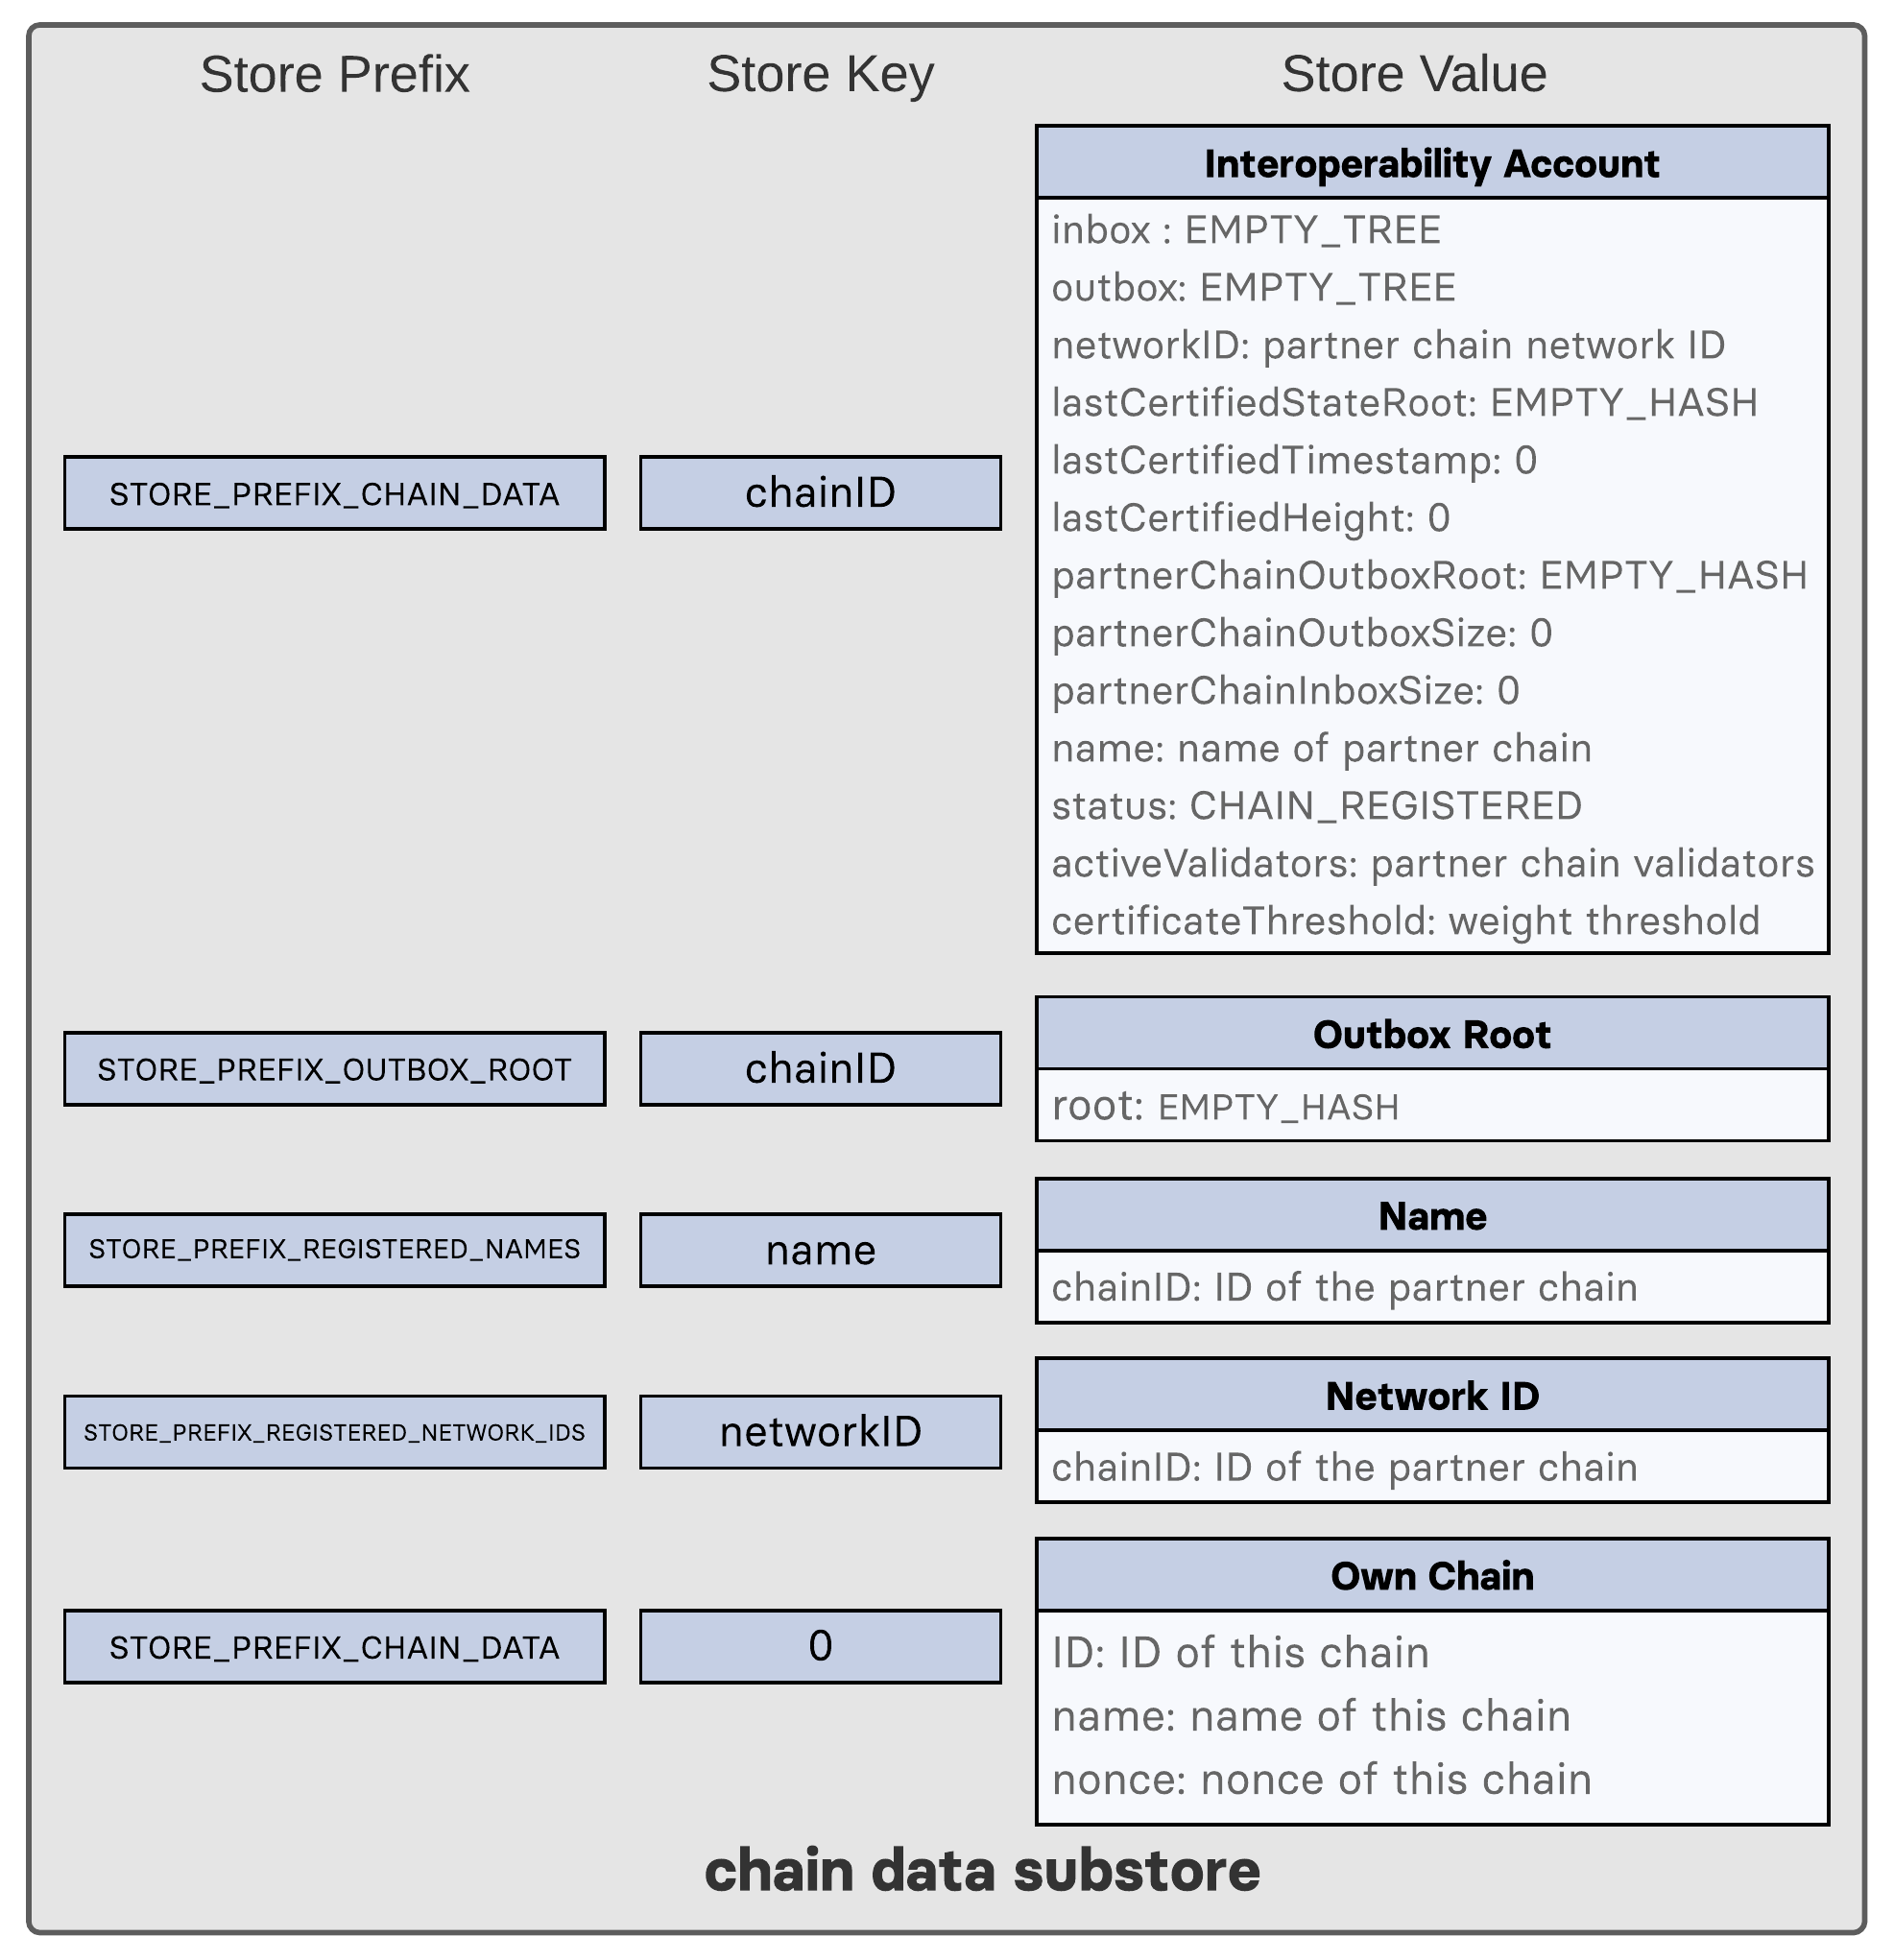 Store Prefix
Store Key
Store Value
Interoperability Account
inbox : EMPTY_TREE
outbox: EMPTY_TREE
networkID: partner chain network ID
lastCertifiedStateRoot: EMPTY_HASH
lastCertifiedTimestamp: 0
lastCertifiedHeight: 0
partnerChainOutboxRoot: EMPTY_HASH
partnerChainOutboxSize: 0
partnerChainInboxSize: 0
name: name of partner chain
status: CHAIN_REGISTERED
activeValidators: partner chain validators
certificateThreshold: weight threshold
STORE_PREFIX_CHAIN_DATA
chainID
STORE_PREFIX_OUTBOX_ROOT
chainID
Outbox Root
root: EMPTY_HASH
STORE_PREFIX_REGISTERED_NAMES
name
Name
chainID: ID of the partner chain
STORE_PREFIX_REGISTERED_NETWORK_IDS
networkID
Network ID
chainID: ID of the partner chain
STORE_PREFIX_CHAIN_DATA
0
Own Chain
ID: ID of this chain
name: name of this chain
nonce: nonce of this chain
chain data substore